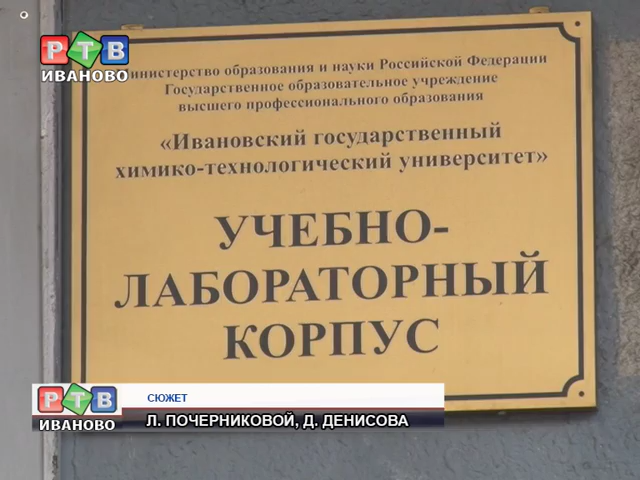 РТВ
ИВАНОВО
Министерство образования и науки Российской Федерации
Государственное образовательное учреждение
высшего профессионального образования
«Ивановский государственный
химико-технологический университет»
УЧЕБНО-
ЛАБОРАТОРНЫЙ
КОРПУС
РТВ
ИВАНОВО
СЮЖЕТ
Л. ПОЧЕРНИКОВОЙ, Д. ДЕНИСОВА